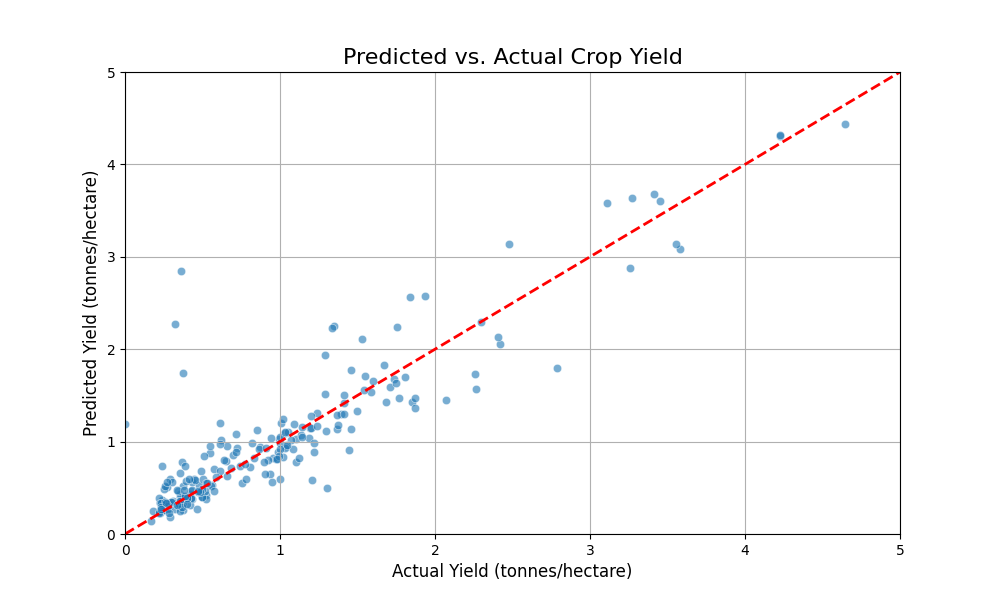 Predicted vs. Actual Crop Yield
5
4
3
2
1
0
Predicted Yield (tonnes/hectare)
0 1 2 3 4 5
Actual Yield (tonnes/hectare)